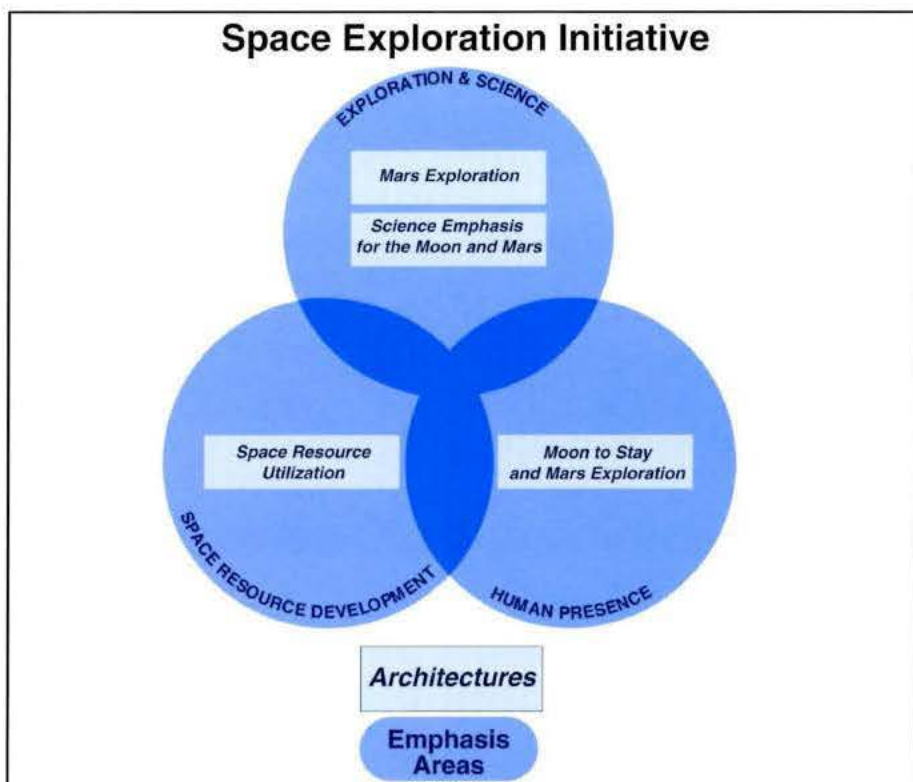 Space Exploration Initiative
EXPLORATION & SCIENCE
Mars Exploration
Science Emphasis
for the Moon and Mars
Space Resource
Utilization
Moon to Stay
and Mars Exploration
SPACE RESOURCE DEVELOPMENT
HUMAN PRESENCE
Architectures
Emphasis
Areas